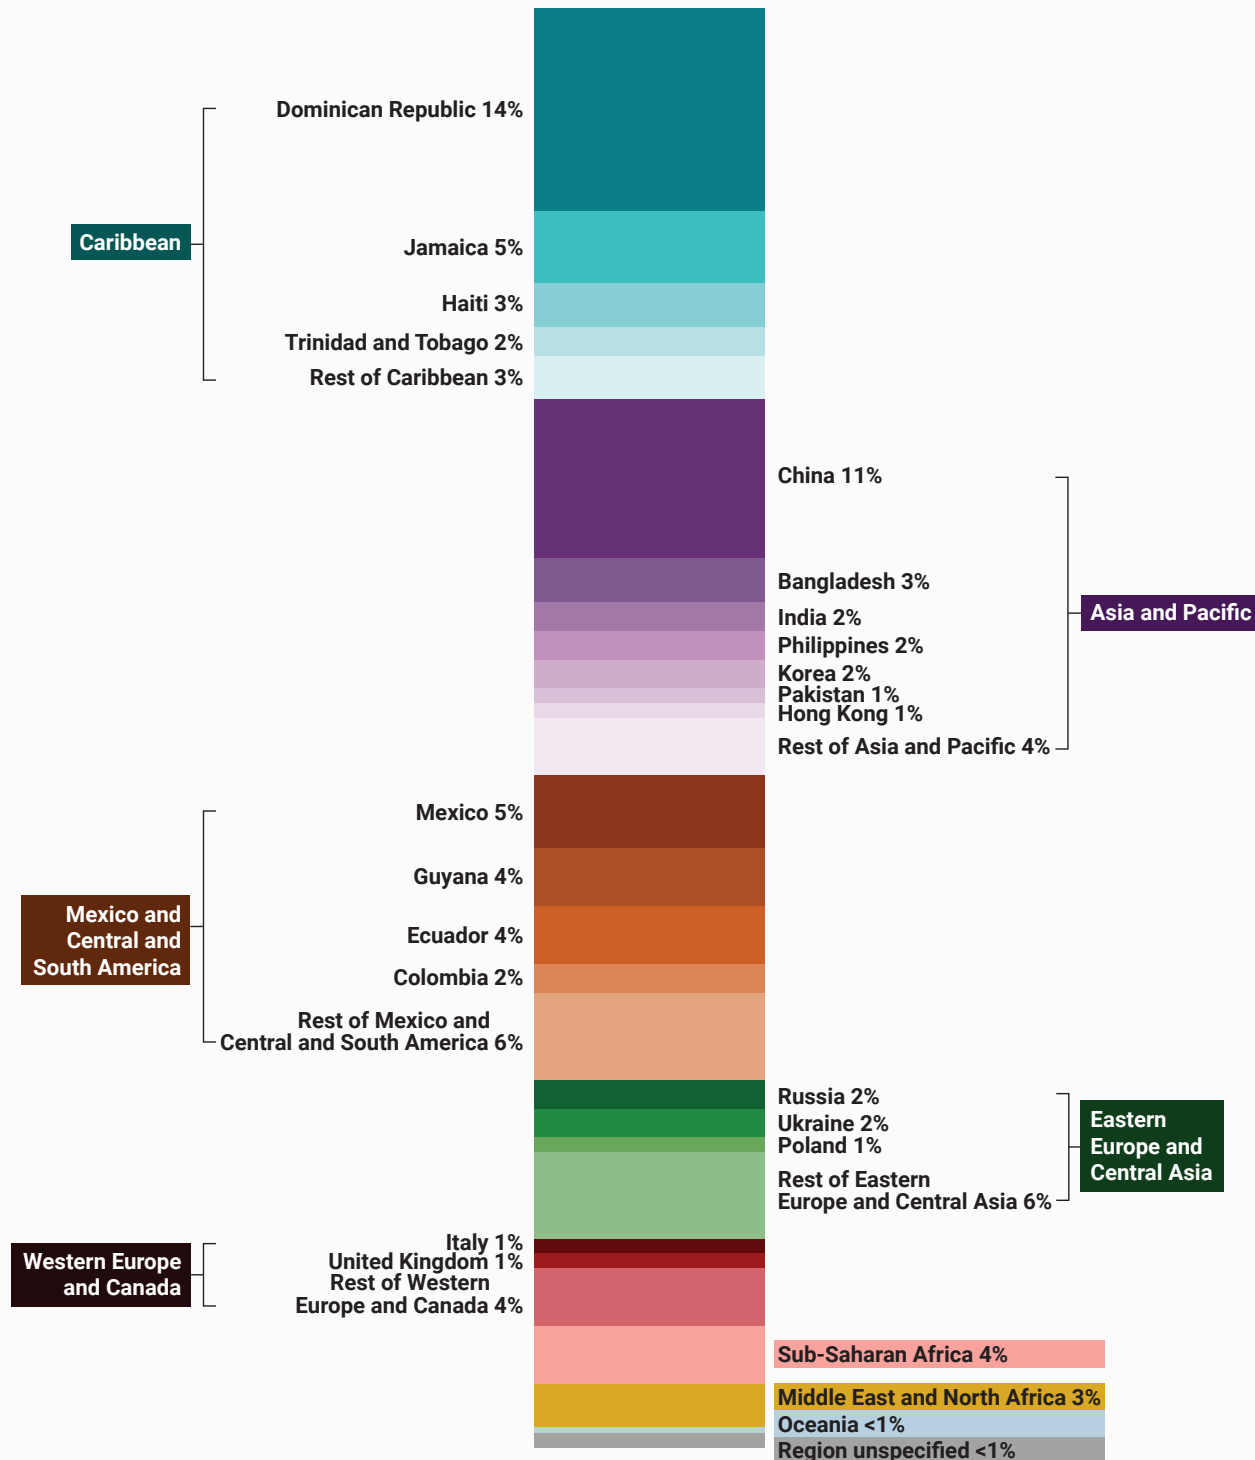 Dominican Republic 14%
Caribbean
Jamaica 5%
Haiti 3%
Trinidad and Tobago 2%
Rest of Caribbean 3%
China 11%
Bangladesh 3%
Asia and Pacific
India 2%
Philippines 2%
Korea 2%
Pakistan 1%
Hong Kong 1%
Rest of Asia and Pacific 4%
Mexico 5%
Guyana 4%
Mexico and
Central and
South America
Ecuador 4%
Colombia 2%
Rest of Mexico and
Central and South America 6%
Russia 2%
Ukraine 2%
Poland 1%
Eastern
Europe and
Central Asia
Rest of Eastern
Europe and Central Asia 6%
Italy 1%
United Kingdom 1%
Western Europe
and Canada
Rest of Western
Europe and Canada 4%
Sub-Saharan Africa 4%
Middle East and North Africa 3%
Oceania <1%
Region unspecified <1%